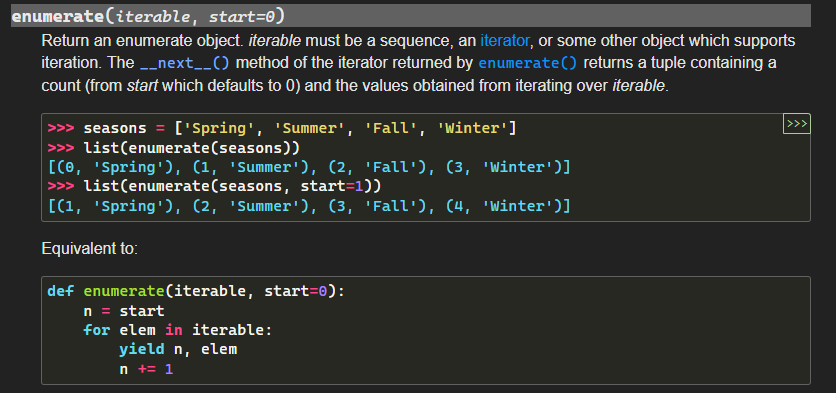 enumerate(iterable, start=0)
Return an enumerate object. iterable must be a sequence, an iterator, or some other object which supports
iteration. The __next__() method of the iterator returned by enumerate() returns a tuple containing a
count (from start which defaults to 0) and the values obtained from iterating over iterable.
>>> seasons = ['Spring', 'Summer', 'Fall', 'Winter']
>>>
>>> list(enumerate(seasons))
[(0, 'Spring'), (1, 'Summer'), (2, 'Fall'), (3, 'Winter')]
>>> list(enumerate(seasons, start=1))
[(1, 'Spring'), (2, 'Summer'), (3, 'Fall'), (4, 'Winter')]
Equivalent to:
def enumerate(iterable, start=0):
    n = start
    for elem in iterable:
        yield n, elem
        n += 1